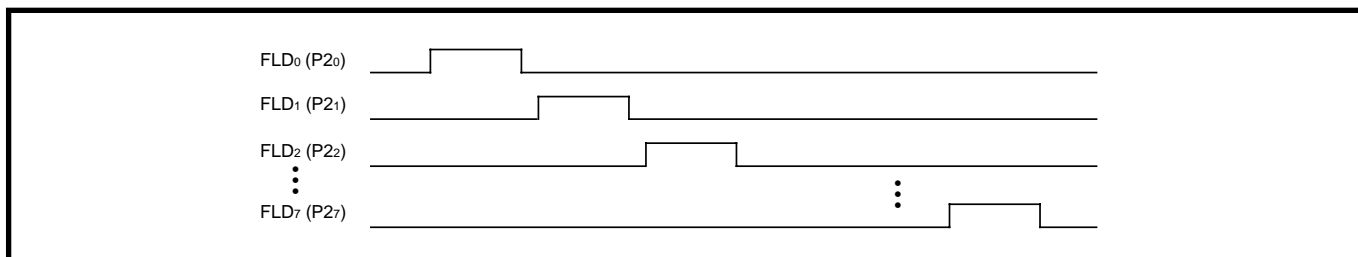 FLD₀ (P2₀)
FLD₁ (P2₁)
FLD₂ (P2₂)
FLD₇ (P2₇)